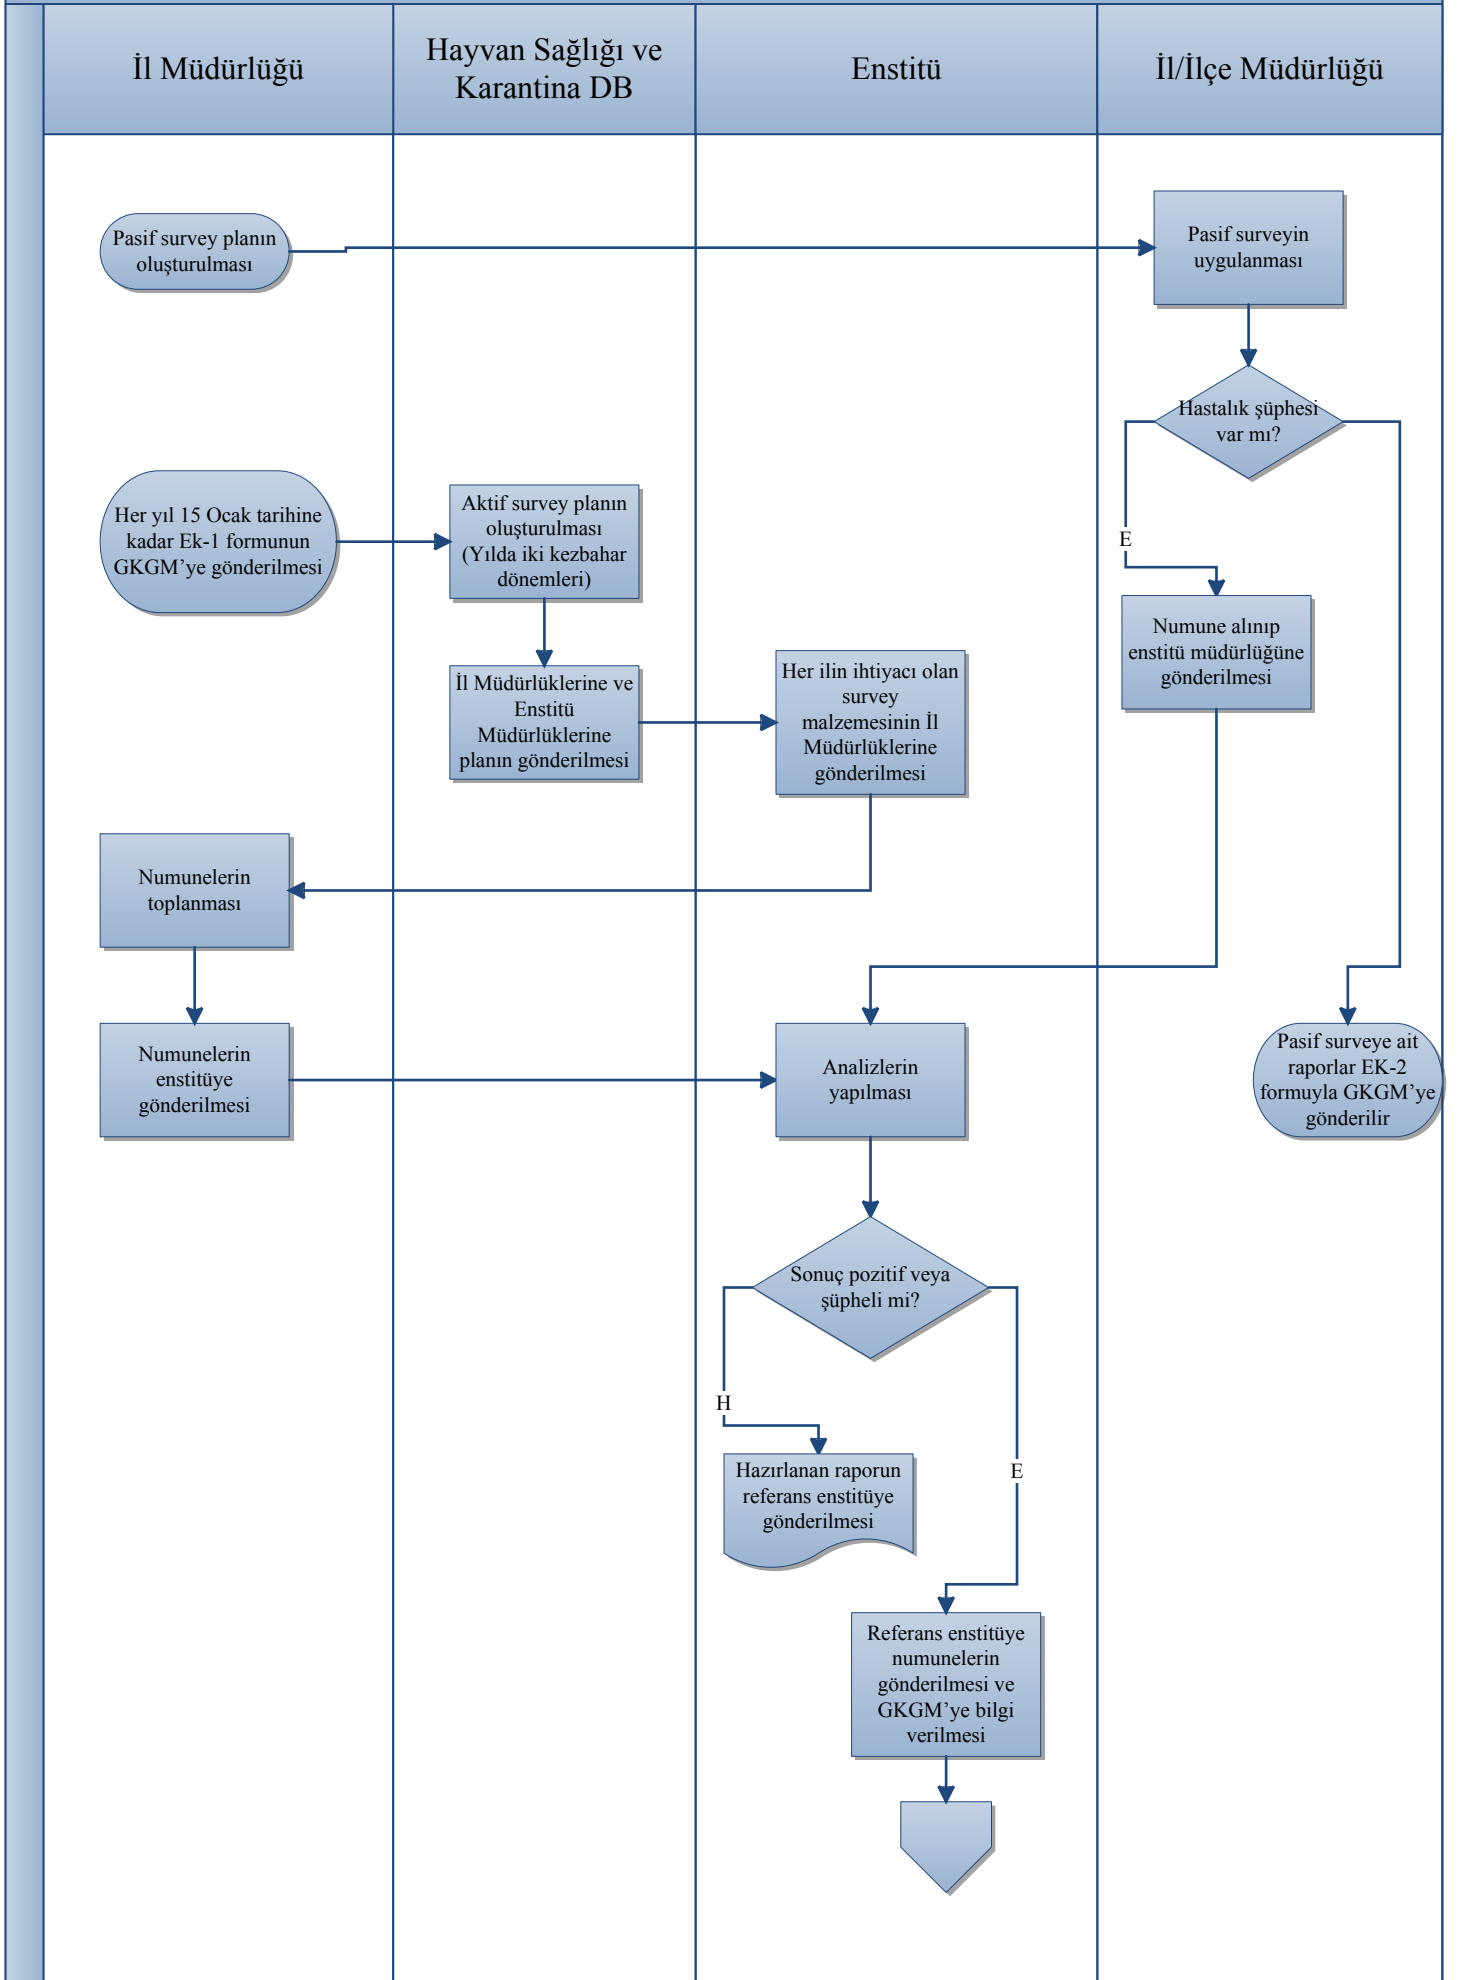 İl Müdürlüğü
Hayvan Sağlığı ve
Karantina DB
Enstitü
İl/İlçe Müdürlüğü
Pasif survey planın
oluşturulması
Pasif surveyin
uygulanması
Hastalık şüphesi
var mı?
E
Her yıl 15 Ocak tarihine
kadar Ek-1 formunun
GKGM’ye gönderilmesi
Aktif survey planın
oluşturulması
(Yılda iki kezbahar
dönemleri)
Numune alınıp
enstitü müdürlüğüne
gönderilmesi
İl Müdürlüklerine ve
Enstitü
Müdürlüklerine
planın gönderilmesi
Her ilin ihtiyacı olan
survey
malzemesinin İl
Müdürlüklerine
gönderilmesi
Numunelerin
toplanması
Numunelerin
enstitüye
gönderilmesi
Analizlerin
yapılması
Pasif surveye ait
raporlar EK-2
formuyla GKGM’ye
gönderilir
Sonuç pozitif veya
şüpheli mi?
H
E
Hazırlanan raporun
referans enstitüye
gönderilmesi
Referans enstitüye
numunelerin
gönderilmesi ve
GKGM’ye bilgi
verilmesi